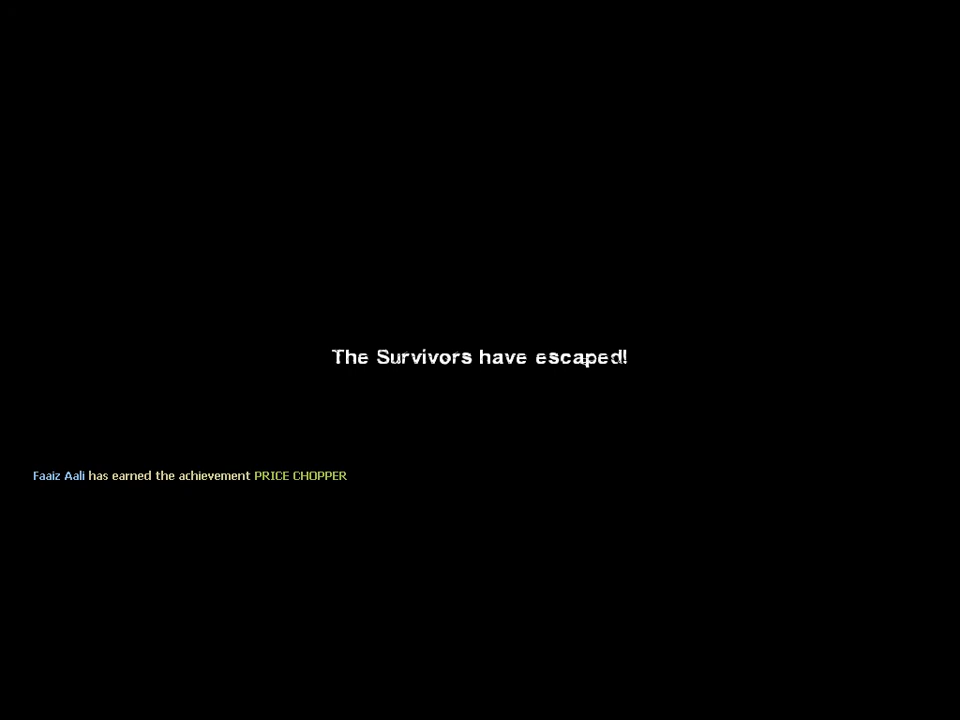 The Survivors have escaped!
Faaiz Aali has earned the achievement PRICE CHOPPER